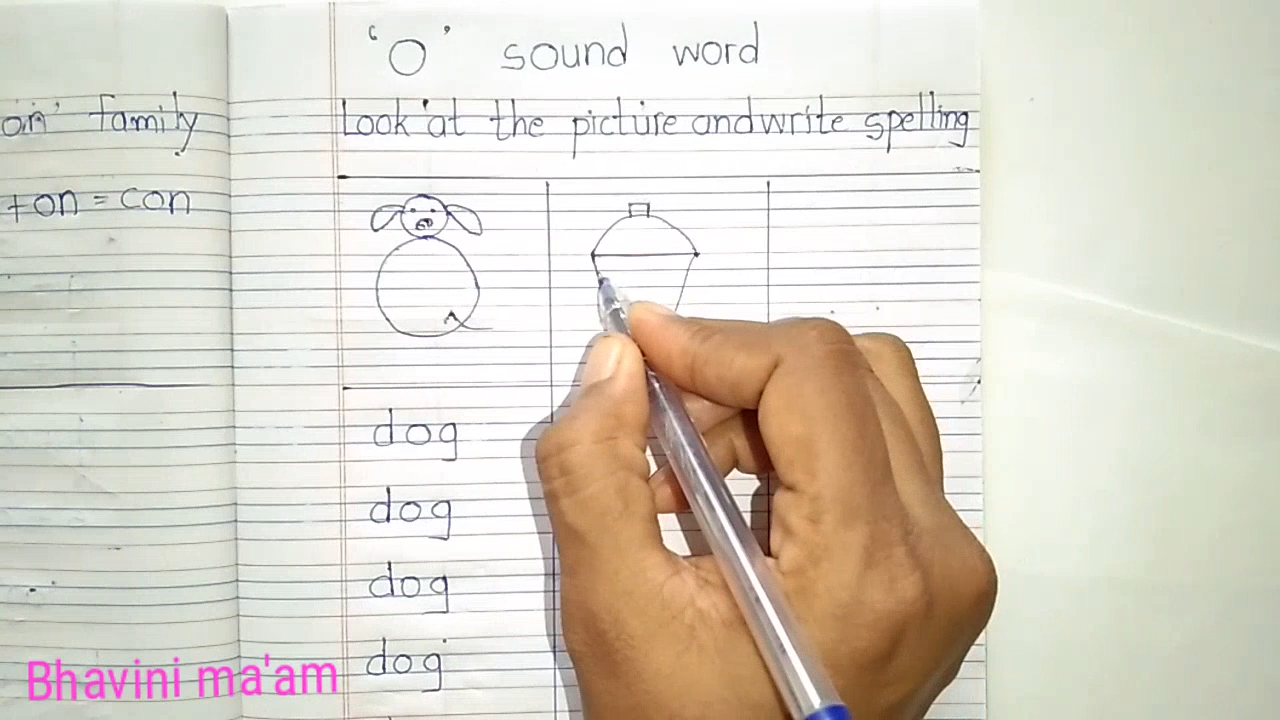 on' family
+on = con
'O' sound word
Look at the picture and write spelling
dog
dog
dog
dog
Bhavini ma'am